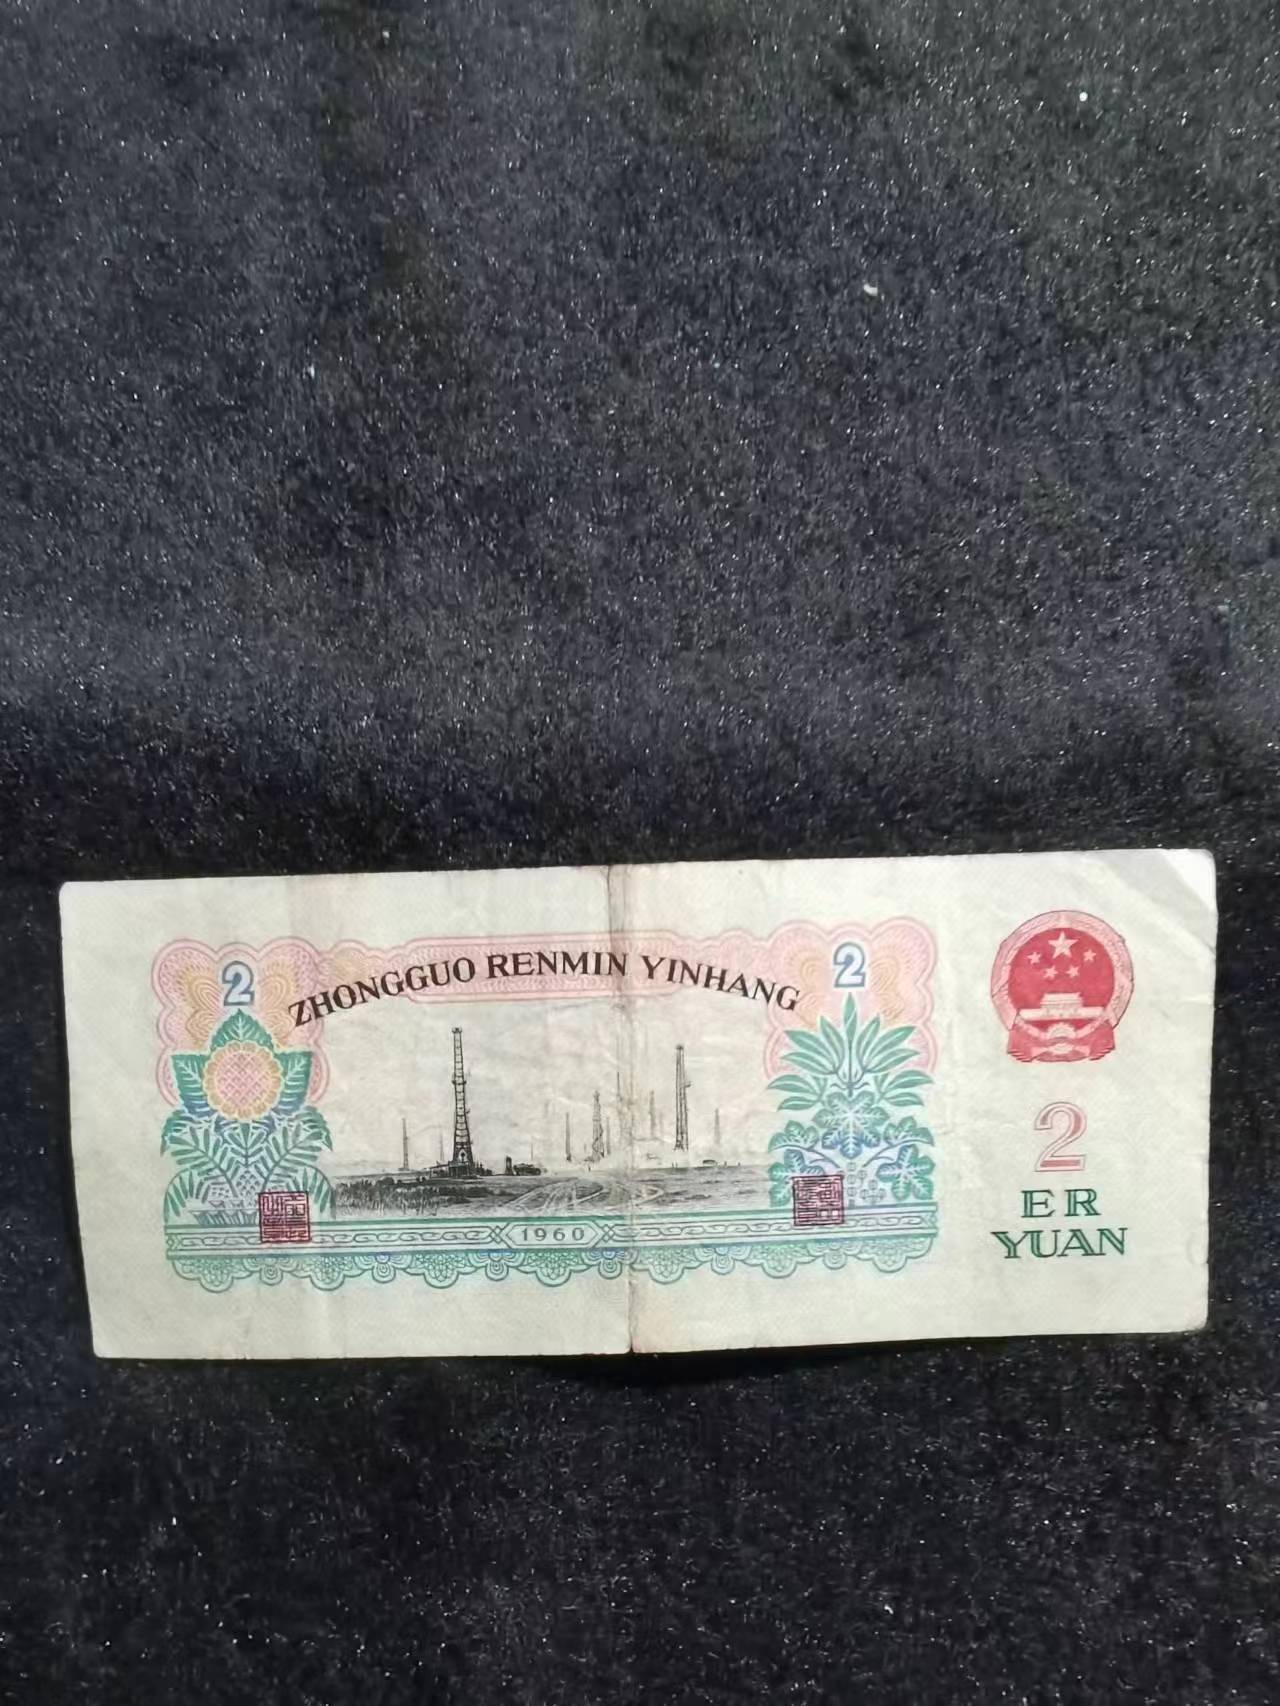 2
2
ZHONGGUO RENMIN YINHANG
2
ER
YUAN
1960